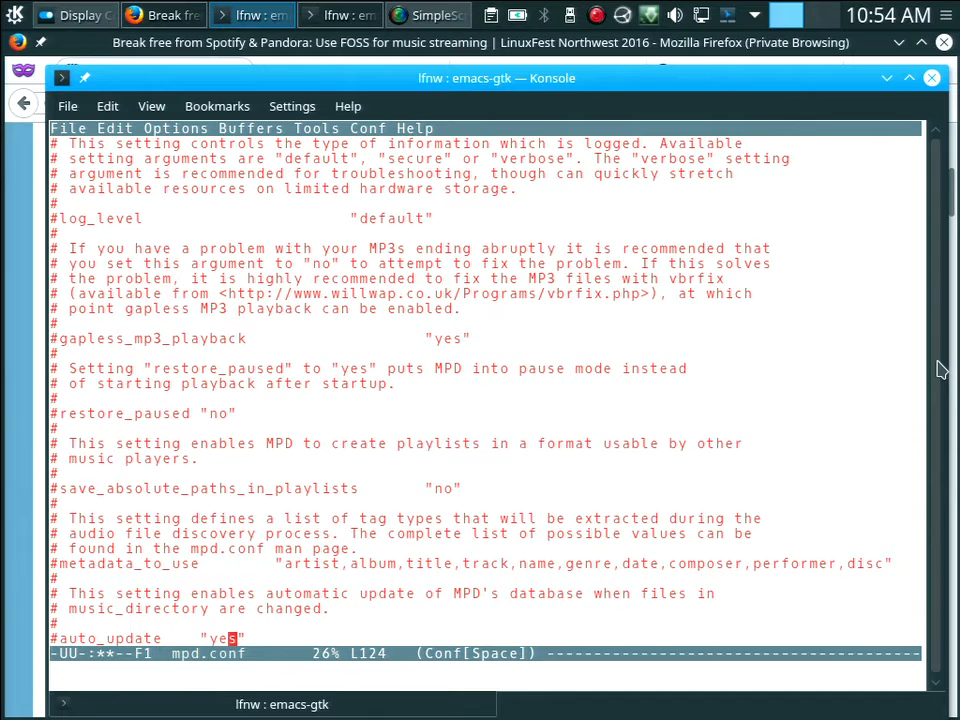 Display C
Break fre
lfnw : em
lfnw : em
SimpleSc
10:54 AM
Break free from Spotify & Pandora: Use FOSS for music streaming | LinuxFest Northwest 2016 - Mozilla Firefox (Private Browsing)
lfnw : emacs-gtk — Konsole
File Edit View Bookmarks Settings Help
File Edit Options Buffers Tools Conf Help
# This setting controls the type of information which is logged. Available
# setting arguments are "default", "secure" or "verbose". The "verbose" setting
# argument is recommended for troubleshooting, though can quickly stretch
# available resources on limited hardware storage.
#
#log_level "default"
#
# If you have a problem with your MP3s ending abruptly it is recommended that
# you set this argument to "no" to attempt to fix the problem. If this solves
# the problem, it is highly recommended to fix the MP3 files with vbrfix
# (available from <http://www.willwap.co.uk/Programs/vbrfix.php>), at which
# point gapless MP3 playback can be enabled.
#
#gapless_mp3_playback "yes"
#
# Setting "restore_paused" to "yes" puts MPD into pause mode instead
# of starting playback after startup.
#
#restore_paused "no"
#
# This setting enables MPD to create playlists in a format usable by other
# music players.
#
#save_absolute_paths_in_playlists "no"
#
# This setting defines a list of tag types that will be extracted during the
# audio file discovery process. The complete list of possible values can be
# found in the mpd.conf man page.
#metadata_to_use "artist,album,title,track,name,genre,date,composer,performer,disc"
#
# This setting enables automatic update of MPD's database when files in
# music_directory are changed.
#
#auto_update "yes"
-UU-:**--F1 mpd.conf 26% L124 (Conf[Space]) ----------------------------------------
lfnw : emacs-gtk